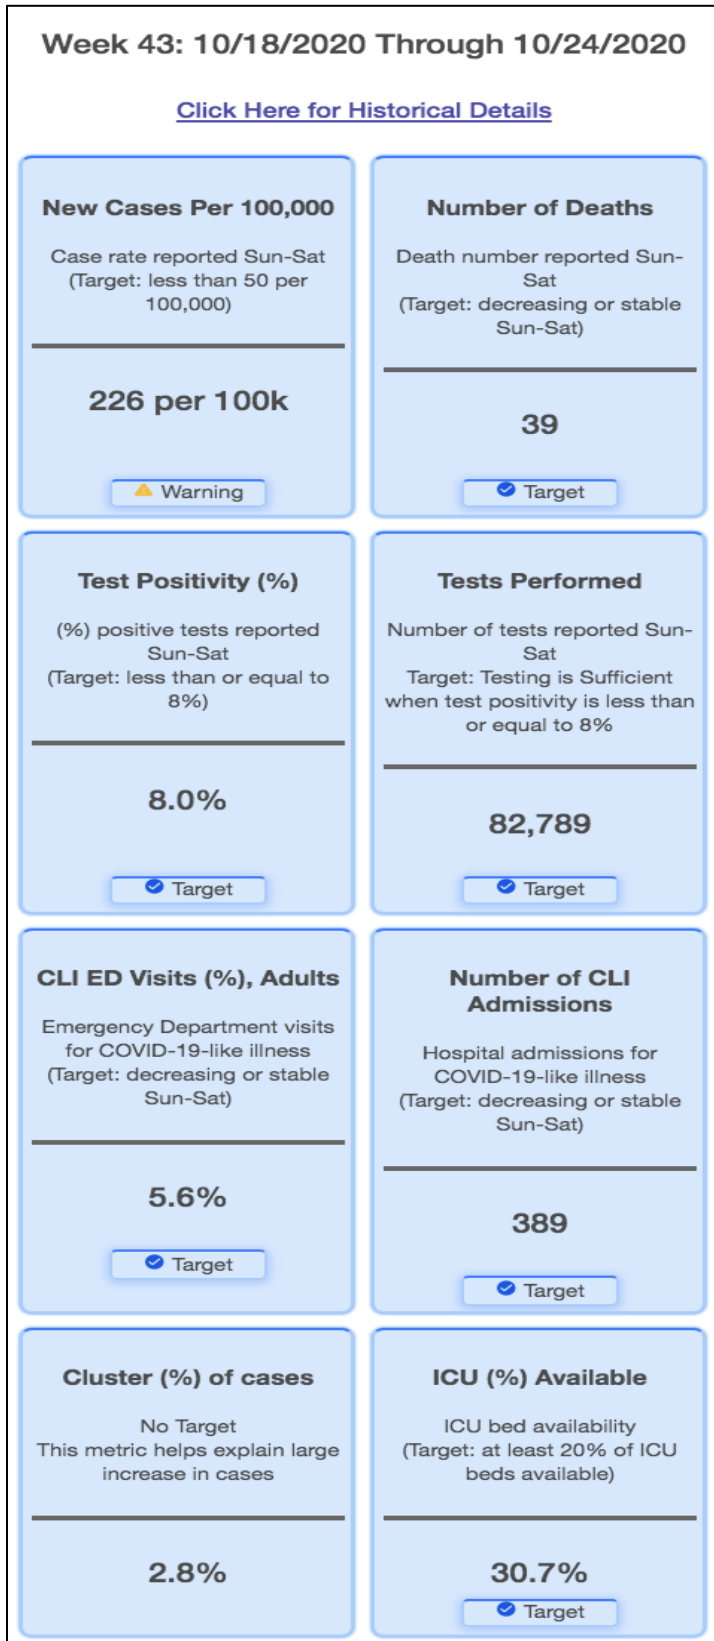 Week 43: 10/18/2020 Through 10/24/2020
Click Here for Historical Details
New Cases Per 100,000
Case rate reported Sun-Sat
(Target: less than 50 per
100,000)
226 per 100k
Warning
Number of Deaths
Death number reported Sun-
Sat
(Target: decreasing or stable
Sun-Sat)
39
Target
Test Positivity (%)
(%) positive tests reported
Sun-Sat
(Target: less than or equal to
8%)
8.0%
Target
Tests Performed
Number of tests reported Sun-
Sat
Target: Testing is Sufficient
when test positivity is less than
or equal to 8%
82,789
Target
CLI ED Visits (%), Adults
Emergency Department visits
for COVID-19-like illness
(Target: decreasing or stable
Sun-Sat)
5.6%
Target
Number of CLI
Admissions
Hospital admissions for
COVID-19-like illness
(Target: decreasing or stable
Sun-Sat)
389
Target
Cluster (%) of cases
No Target
This metric helps explain large
increase in cases
2.8%
ICU (%) Available
ICU bed availability
(Target: at least 20% of ICU
beds available)
30.7%
Target